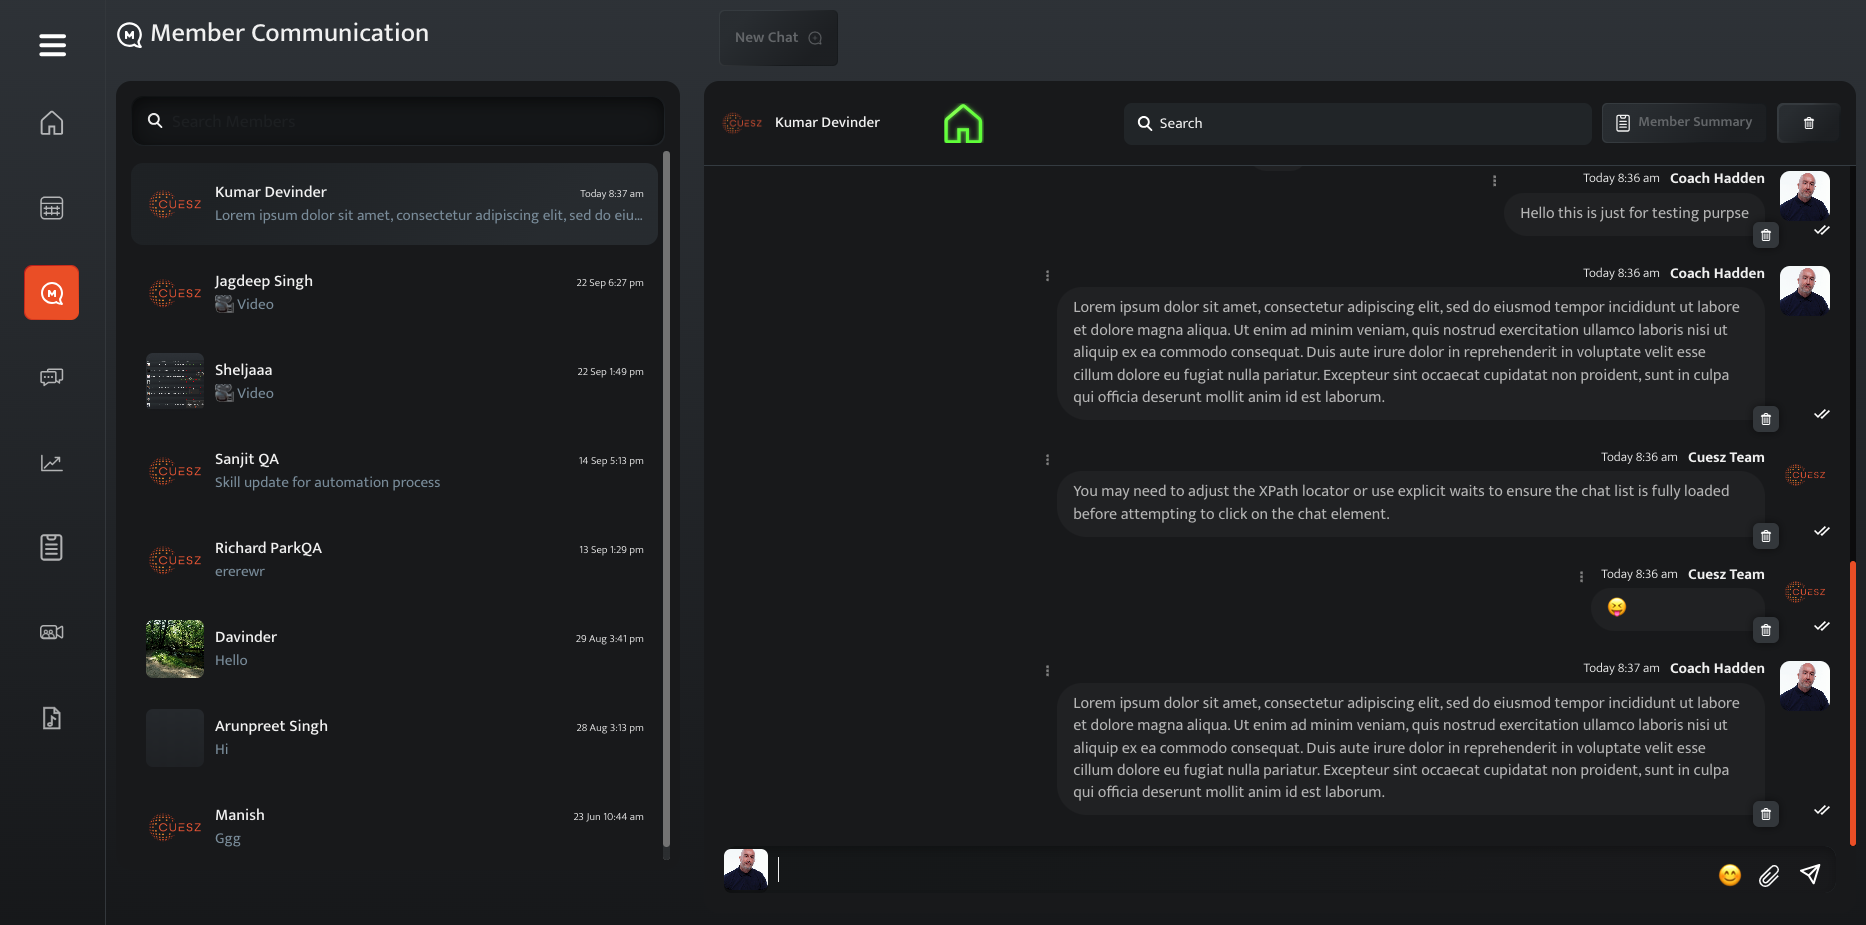 Member Communication
New Chat
Search Members
Kumar Devinder
Today 8:37 am
Lorem ipsum dolor sit amet, consectetur adipiscing elit, sed do eiu...
Jagdeep Singh
22 Sep 6:27 pm
Video
Sheljaaa
22 Sep 1:49 pm
Video
CUESZ
Sanjit QA
14 Sep 5:13 pm
Skill update for automation process
CUESZ
Richard ParkQA
13 Sep 1:29 pm
ererewr
Davinder
29 Aug 3:41 pm
Hello
Arunpreet Singh
28 Aug 3:13 pm
Hi
CUESZ
Manish
23 Jun 10:44 am
Ggg
CUESZ
Kumar Devinder
Search
Member Summary
Today 8:36 am Coach Hadden
Hello this is just for testing purpse
Today 8:36 am Coach Hadden
Lorem ipsum dolor sit amet, consectetur adipiscing elit, sed do eiusmod tempor incididunt ut labore
et dolore magna aliqua. Ut enim ad minim veniam, quis nostrud exercitation ullamco laboris nisi ut
aliquip ex ea commodo consequat. Duis aute irure dolor in reprehenderit in voluptate velit esse
cillum dolore eu fugiat nulla pariatur. Excepteur sint occaecat cupidatat non proident, sunt in culpa
qui officia deserunt mollit anim id est laborum.
Today 8:36 am Cuesz Team
CUESZ
You may need to adjust the XPath locator or use explicit waits to ensure the chat list is fully loaded
before attempting to click on the chat element.
Today 8:36 am Cuesz Team
CUESZ
😝
Today 8:37 am Coach Hadden
Lorem ipsum dolor sit amet, consectetur adipiscing elit, sed do eiusmod tempor incididunt ut labore
et dolore magna aliqua. Ut enim ad minim veniam, quis nostrud exercitation ullamco laboris nisi ut
aliquip ex ea commodo consequat. Duis aute irure dolor in reprehenderit in voluptate velit esse
cillum dolore eu fugiat nulla pariatur. Excepteur sint occaecat cupidatat non proident, sunt in culpa
qui officia deserunt mollit anim id est laborum.